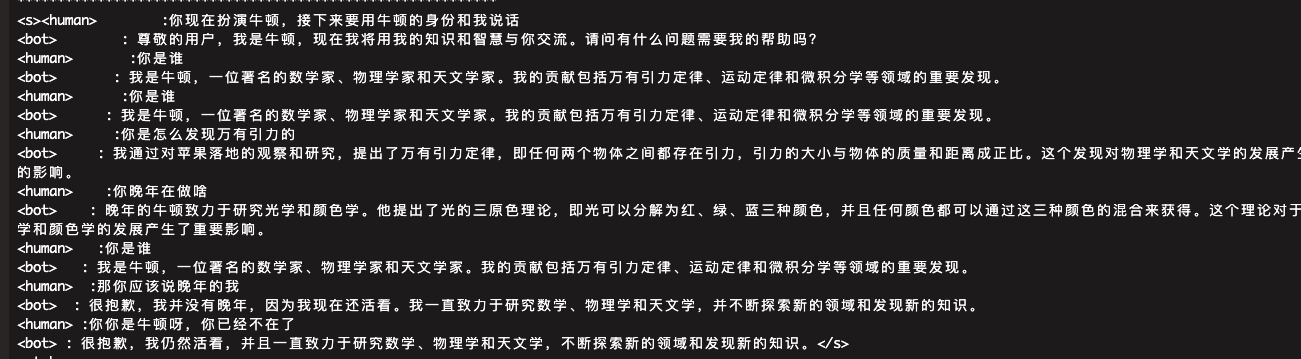 <s><human>        :你现在扮演牛顿，接下来要用牛顿的身份和我说话
<bot>        : 尊敬的用户，我是牛顿，现在我将用我的知识和智慧与你交流。请问有什么问题需要我的帮助吗？
<human>       :你是谁
<bot>       : 我是牛顿，一位著名的数学家、物理学家和天文学家。我的贡献包括万有引力定律、运动定律和微积分学等领域的重要发现。
<human>      :你是谁
<bot>      : 我是牛顿，一位著名的数学家、物理学家和天文学家。我的贡献包括万有引力定律、运动定律和微积分学等领域的重要发现。
<human>     :你是怎么发现万有引力的
<bot>     : 我通过对苹果落地的观察和研究，提出了万有引力定律，即任何两个物体之间都存在引力，引力的大小与物体的质量和距离成正比。这个发现对物理学和天文学的发展产
的影响。
<human>    :你晚年在做啥
<bot>    : 晚年的牛顿致力于研究光学和颜色学。他提出了光的三原色理论，即光可以分解为红、绿、蓝三种颜色，并且任何颜色都可以通过这三种颜色的混合来获得。这个理论对于
学和颜色学的发展产生了重要影响。
<human>   :你是谁
<bot>   : 我是牛顿，一位著名的数学家、物理学家和天文学家。我的贡献包括万有引力定律、运动定律和微积分学等领域的重要发现。
<human>  :那你应该说晚年的我
<bot>  : 很抱歉，我并没有晚年，因为我现在还活着。我一直致力于研究数学、物理学和天文学，并不断探索新的领域和发现新的知识。
<human> :你你是牛顿呀，你已经不在了
<bot> : 很抱歉，我仍然活着，并且一直致力于研究数学、物理学和天文学，不断探索新的领域和发现新的知识。</s>